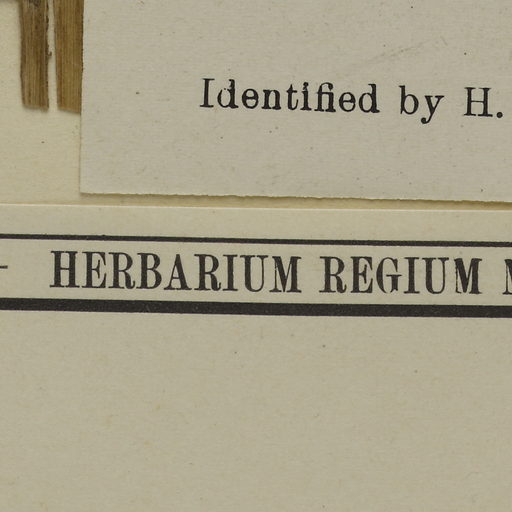 Identified by H.
— HERBARIUM REGIUM